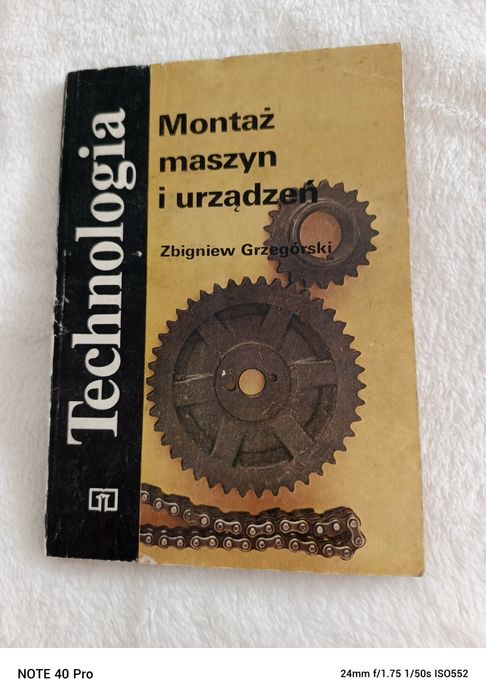 Technologia
Montaż
maszyn
i urządzeń
Zbigniew Grzegórski
NOTE 40 Pro
24mm f/1.75 1/50s ISO552